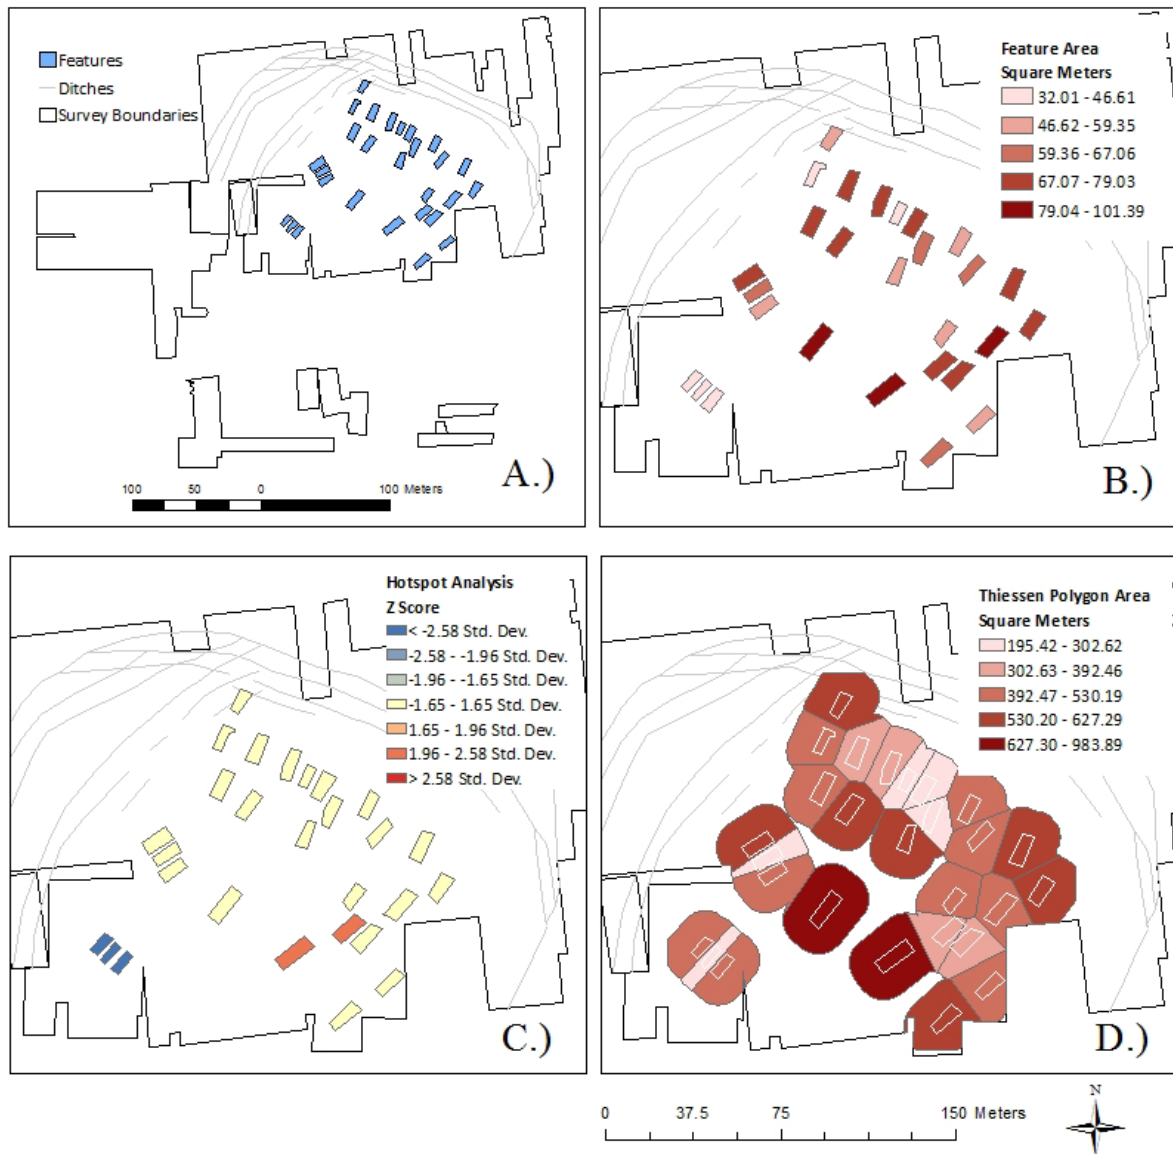 Features
Ditches
Survey Boundaries
100 50 0 100 Meters
A.)
Feature Area
Square Meters
32.01 - 46.61
46.62 - 59.35
59.36 - 67.06
67.07 - 79.03
79.04 - 101.39
B.)
Hotspot Analysis
Z Score
< -2.58 Std. Dev.
-2.58 - -1.96 Std. Dev.
-1.96 - -1.65 Std. Dev.
-1.65 - 1.65 Std. Dev.
1.65 - 1.96 Std. Dev.
1.96 - 2.58 Std. Dev.
> 2.58 Std. Dev.
C.)
Thiessen Polygon Area
Square Meters
195.42 - 302.62
302.63 - 392.46
392.47 - 530.19
530.20 - 627.29
627.30 - 983.89
D.)
0 37.5 75 150 Meters
N